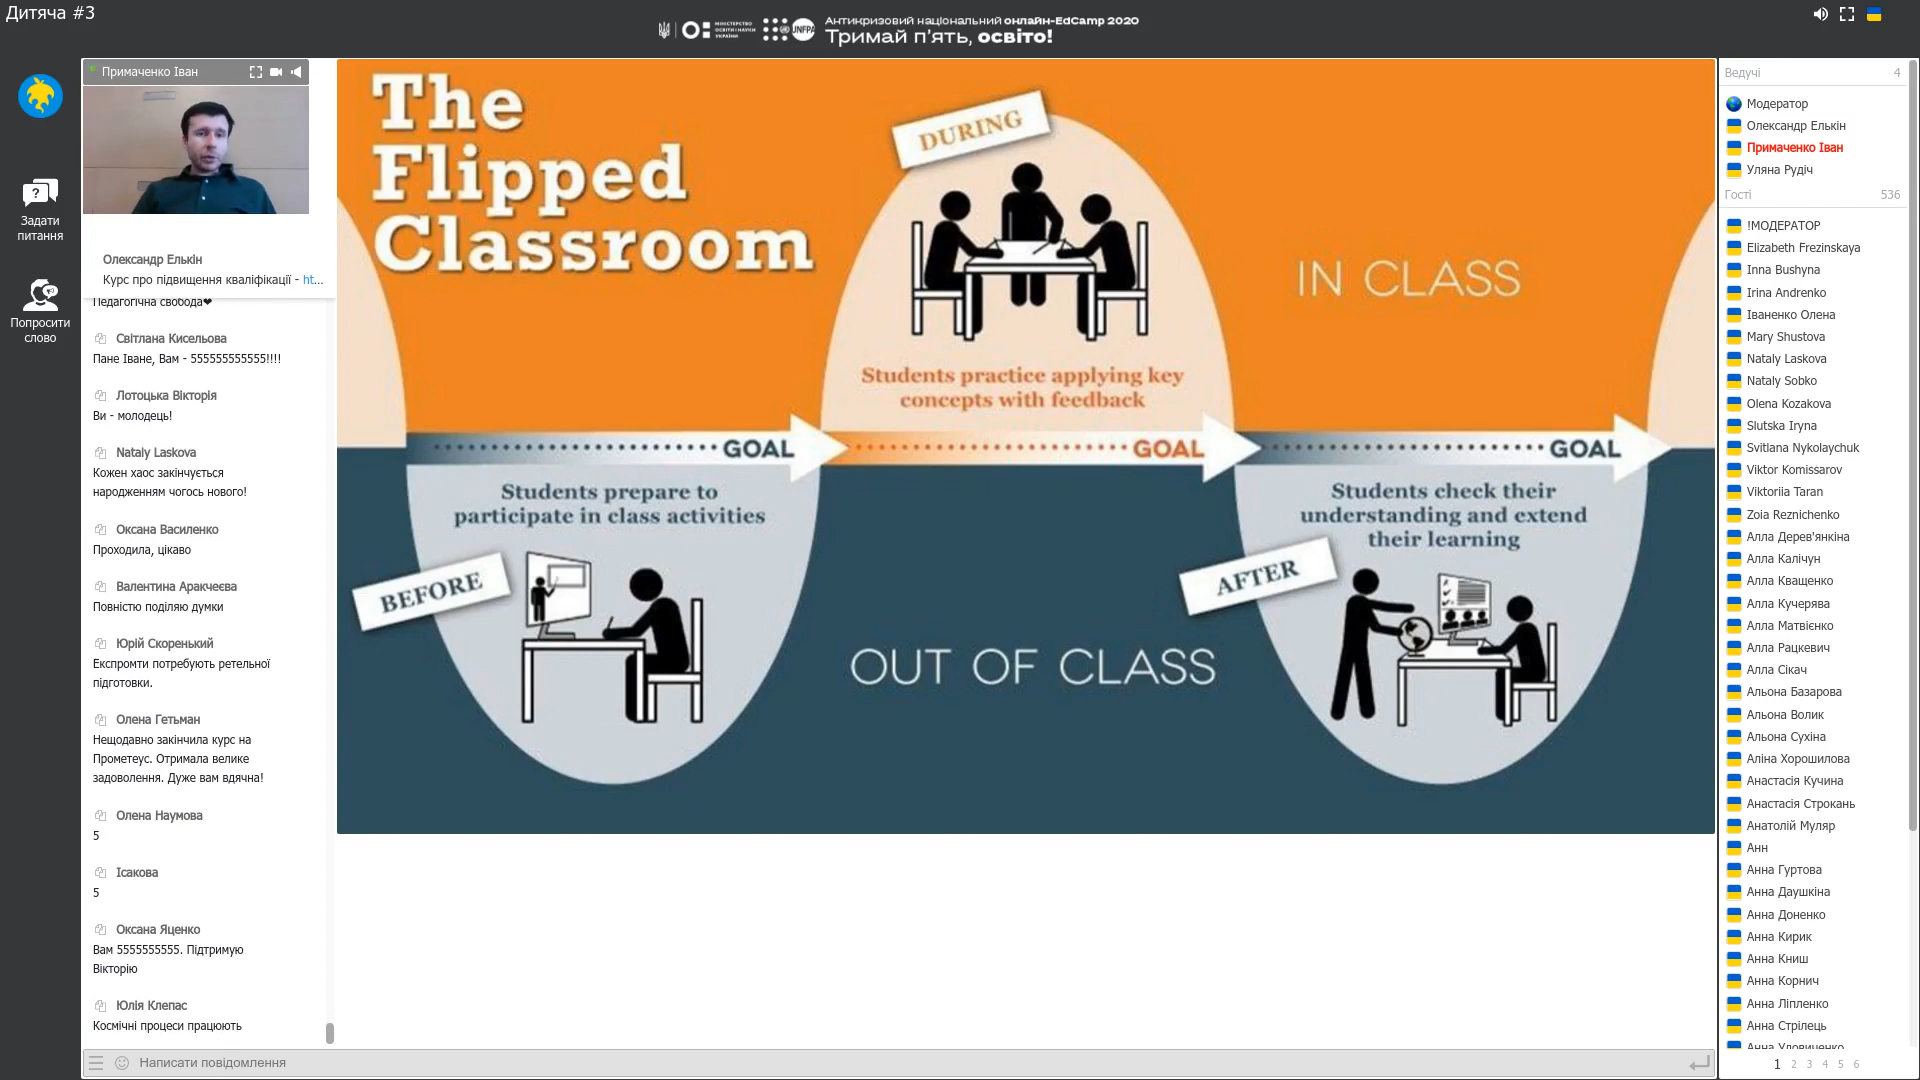 Дитяча #3
МІНІСТЕРСТВО
ОСВІТИ І НАУКИ
УКРАЇНИ
UNFPA
Антикризовий національний онлайн-EdCamp 2020
Тримай п'ять, освіто!
Задати
питання
Попросити
слово
Примаченко Іван
Олександр Елькін
Курс про підвищення кваліфікації - ht...
Педагогічна свобода❤
Світлана Кисельова
Пане Іване, Вам - 555555555555!!!!
Лотоцька Вікторія
Ви - молодець!
Nataly Laskova
Кожен хаос закінчується
народженням чогось нового!
Оксана Василенко
Проходила, цікаво
Валентина Аракчеєва
Повністю поділяю думки
Юрій Скоренький
Експромти потребують ретельної
підготовки.
Олена Гетьман
Нещодавно закінчила курс на
Прометеус. Отримала велике
задоволення. Дуже вам вдячна!
Олена Наумова
5
Ісакова
5
Оксана Яценко
Вам 5555555555. Підтримую
Вікторію
Юлія Клепас
Космічні процеси працюють
Написати повідомлення
The
Flipped
Classroom
DURING
IN CLASS
Students practice applying key
concepts with feedback
GOAL
GOAL
GOAL
Students prepare to
participate in class activities
BEFORE
OUT OF CLASS
Students check their
understanding and extend
their learning
AFTER
Ведучі 4
Модератор
Олександр Елькін
Примаченко Іван
Уляна Рудіч
Гості 536
!МОДЕРАТОР
Elizabeth Frezinskaya
Inna Bushyna
Irina Andrenko
Іваненко Олена
Mary Shustova
Nataly Laskova
Nataly Sobko
Olena Kozakova
Slutska Iryna
Svitlana Nykolaychuk
Viktor Komissarov
Viktoriia Taran
Zoia Reznichenko
Алла Дерев'янкіна
Алла Калічун
Алла Кващенко
Алла Кучерява
Алла Матвієнко
Алла Рацкевич
Алла Сікач
Альона Базарова
Альона Волик
Альона Сухіна
Аліна Хорошилова
Анастасія Кучина
Анастасія Строкань
Анатолій Муляр
Анн
Анна Гуртова
Анна Даушкіна
Анна Доненко
Анна Кирик
Анна Книш
Анна Корнич
Анна Ліпленко
Анна Стрілець
Анна Удовиченко
1 2 3 4 5 6